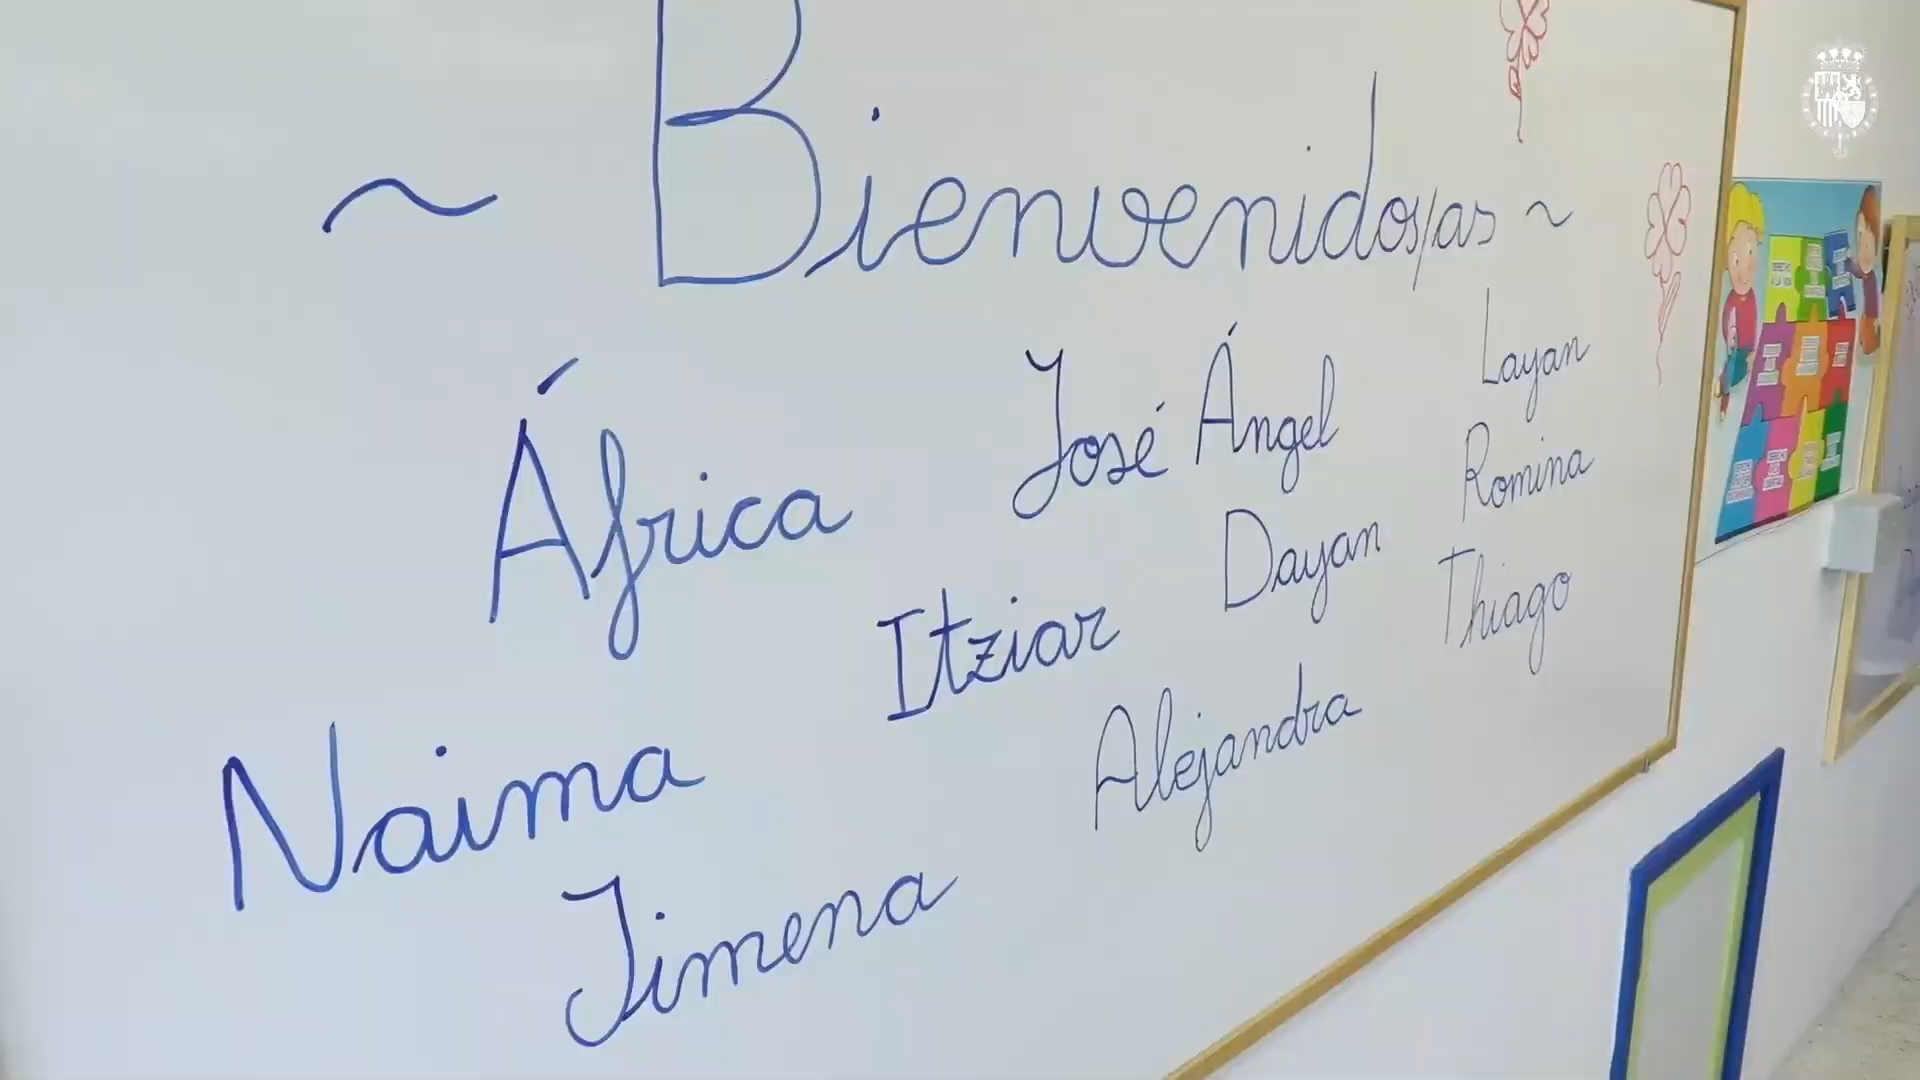 ~ Bienvenidos/as ~
África José Ángel Layan
Itziar Dayan Romina
Naima Alejandra Thiago
Jimena